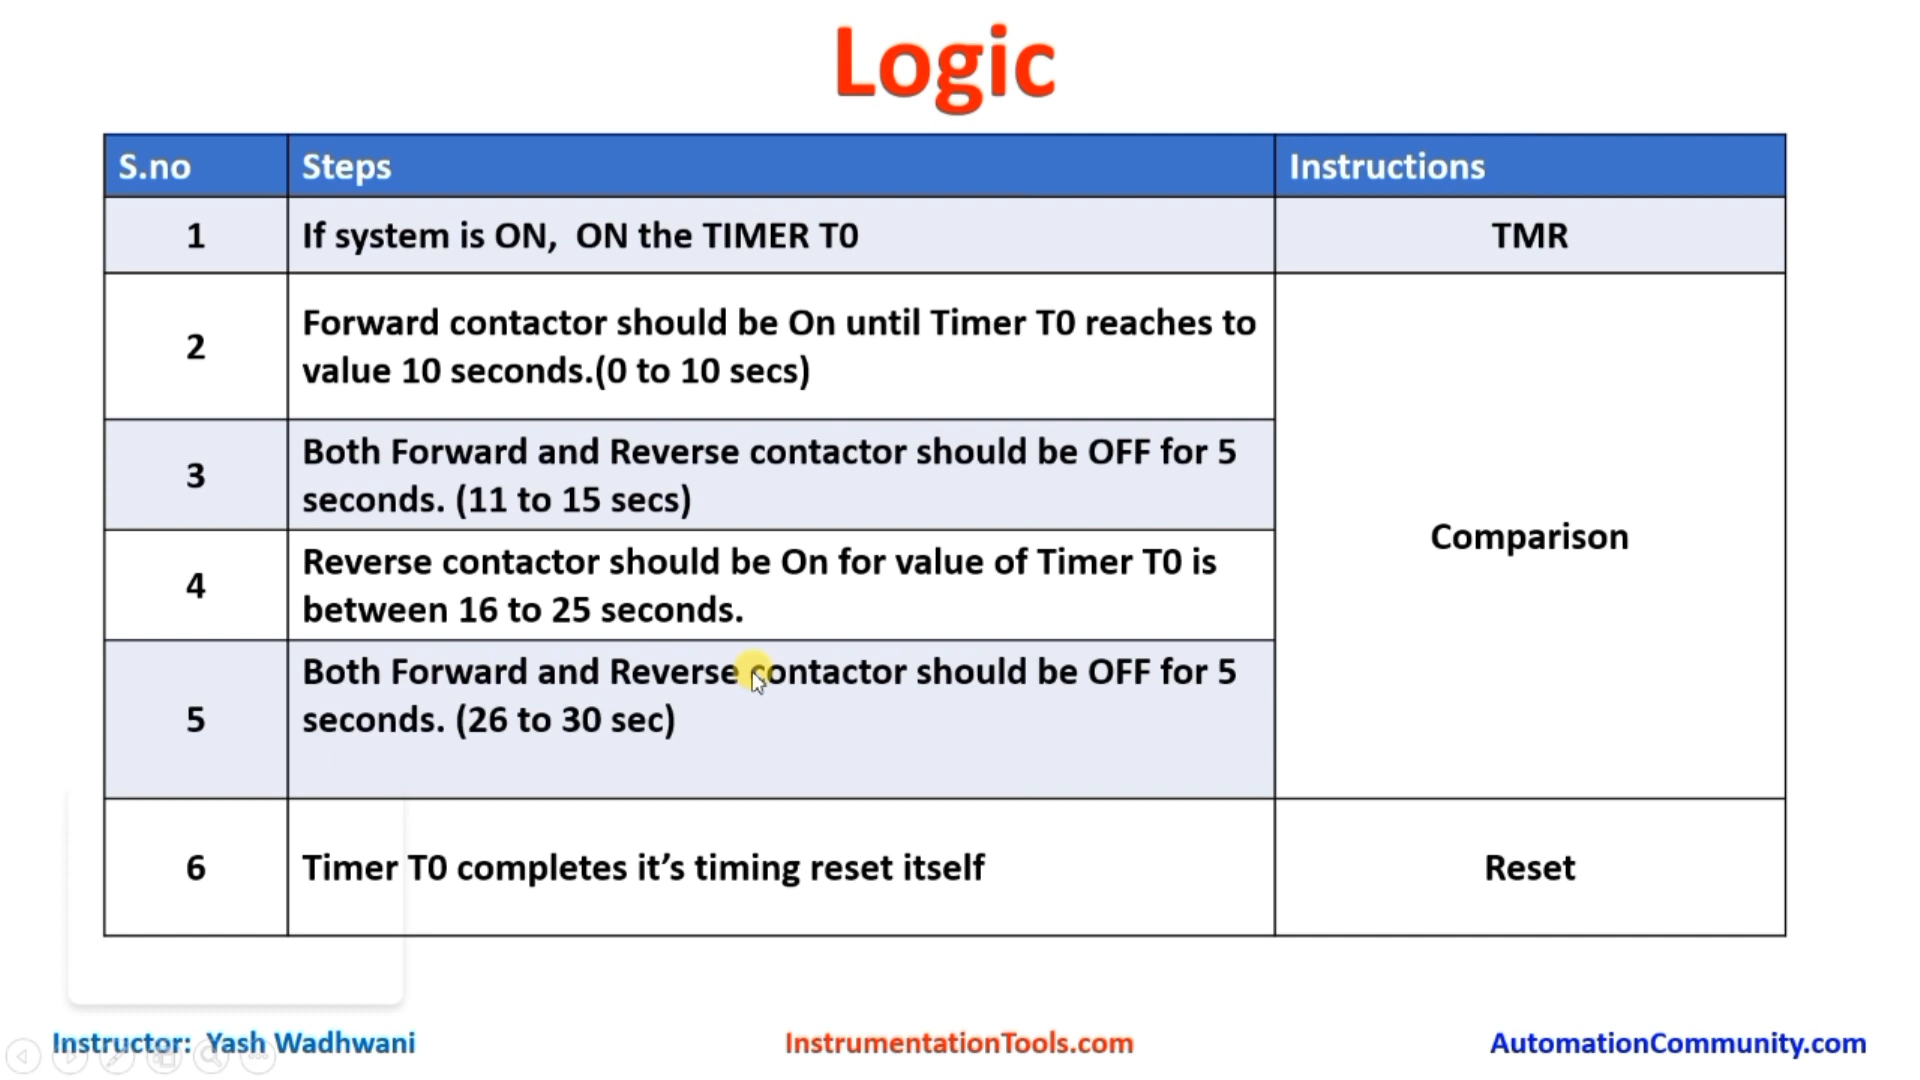 Logic
S.no
Steps
Instructions
1
If system is ON,  ON the TIMER T0
TMR
2
Forward contactor should be On until Timer T0 reaches to
value 10 seconds.(0 to 10 secs)
3
Both Forward and Reverse contactor should be OFF for 5
seconds. (11 to 15 secs)
Comparison
4
Reverse contactor should be On for value of Timer T0 is
between 16 to 25 seconds.
5
Both Forward and Reverse contactor should be OFF for 5
seconds. (26 to 30 sec)
6
Timer T0 completes it’s timing reset itself
Reset
Instructor:  Yash Wadhwani
InstrumentationTools.com
AutomationCommunity.com